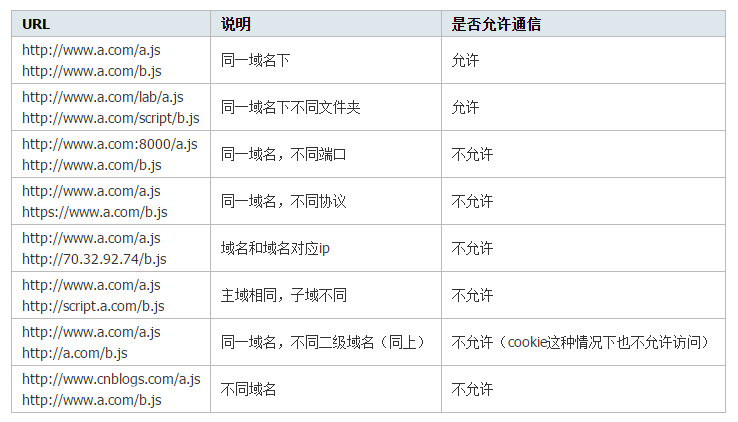 URL 说明 是否允许通信
http://www.a.com/a.js
http://www.a.com/b.js
同一域名下
允许
http://www.a.com/lab/a.js
http://www.a.com/script/b.js
同一域名下不同文件夹
允许
http://www.a.com:8000/a.js
http://www.a.com/b.js
同一域名，不同端口
不允许
http://www.a.com/a.js
https://www.a.com/b.js
同一域名，不同协议
不允许
http://www.a.com/a.js
http://70.32.92.74/b.js
域名和域名对应ip
不允许
http://www.a.com/a.js
http://script.a.com/b.js
主域相同，子域不同
不允许
http://www.a.com/a.js
http://a.com/b.js
同一域名，不同二级域名（同上）
不允许（cookie这种情况下也不允许访问）
http://www.cnblogs.com/a.js
http://www.a.com/b.js
不同域名
不允许